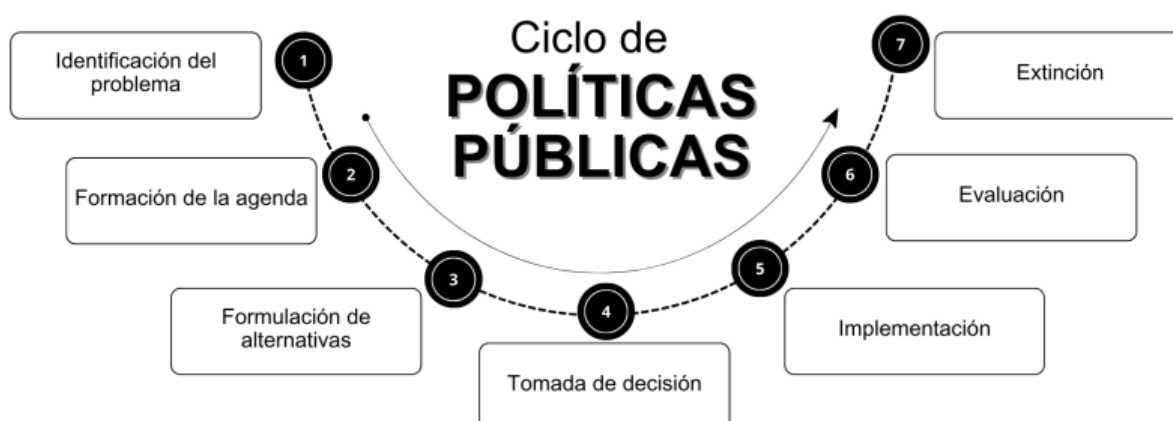 Ciclo de
POLÍTICAS
PÚBLICAS
1
Identificación del
problema
2
Formación de la agenda
3
Formulación de
alternativas
4
Tomada de decisión
5
Implementación
6
Evaluación
7
Extinción